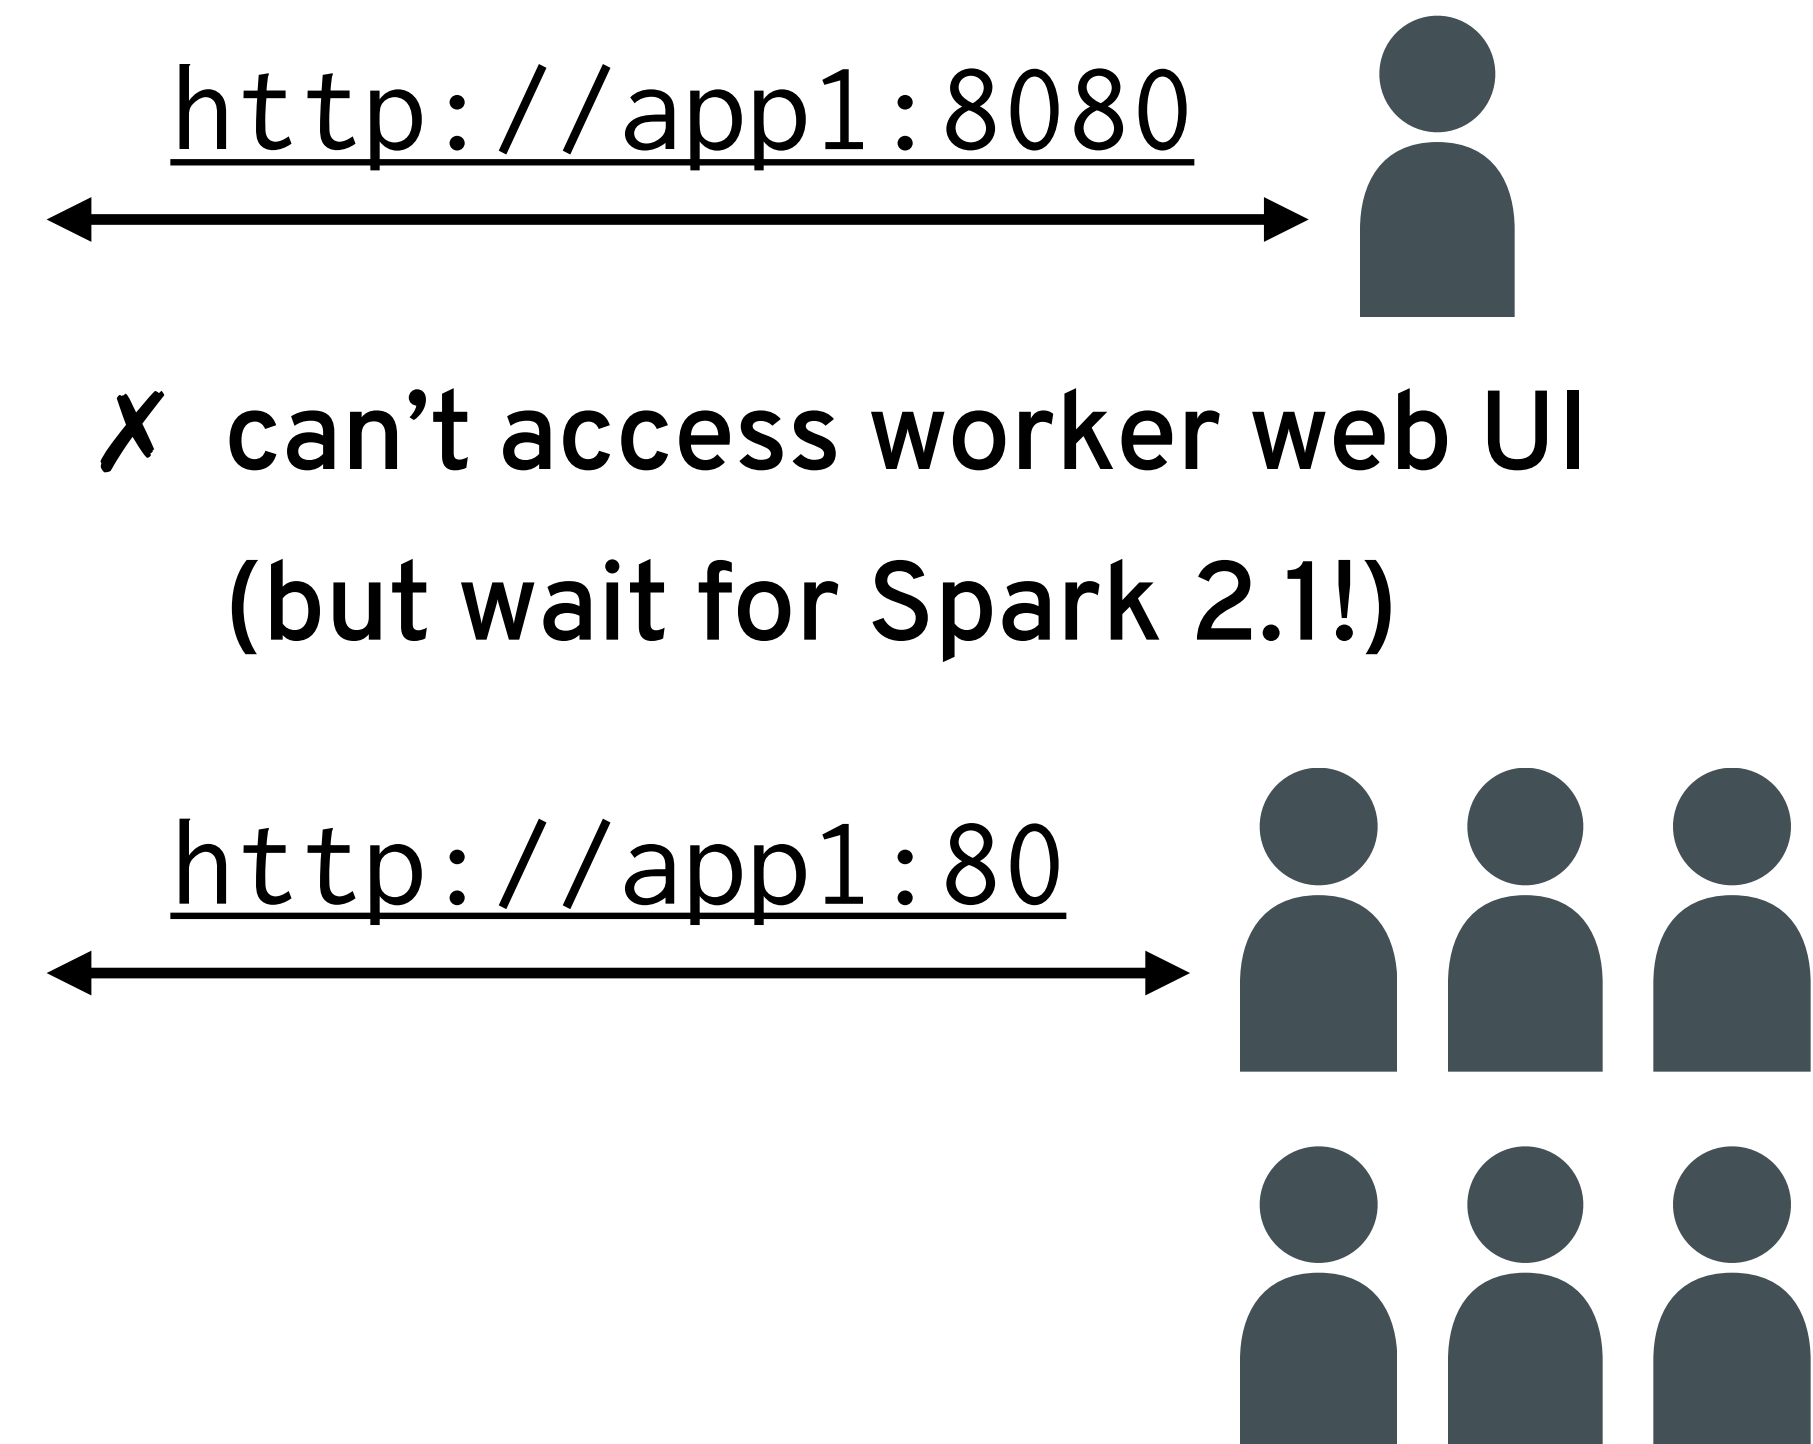 http://app1:8080
✗ can’t access worker web UI
(but wait for Spark 2.1!)
http://app1:80